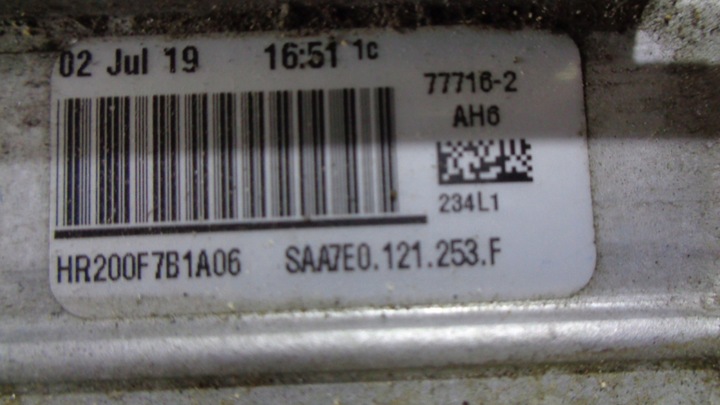 02 Jul 19 16:51 1c
77716-2
AH6
234L1
HR200F7B1A06 SAA7E0.121.253.F